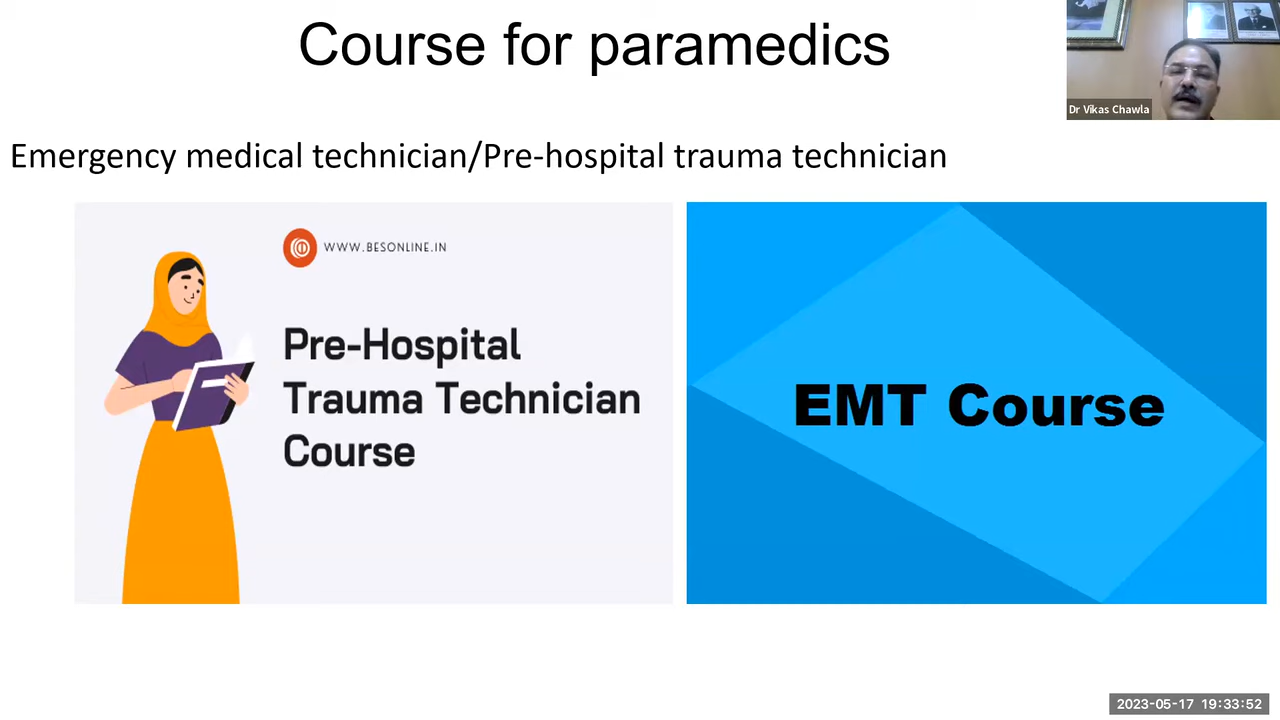 Course for paramedics
Dr Vikas Chawla
Emergency medical technician/Pre-hospital trauma technician
WWW.BESONLINE.IN
Pre-Hospital
Trauma Technician
Course
EMT Course
2023-05-17 19:33:52